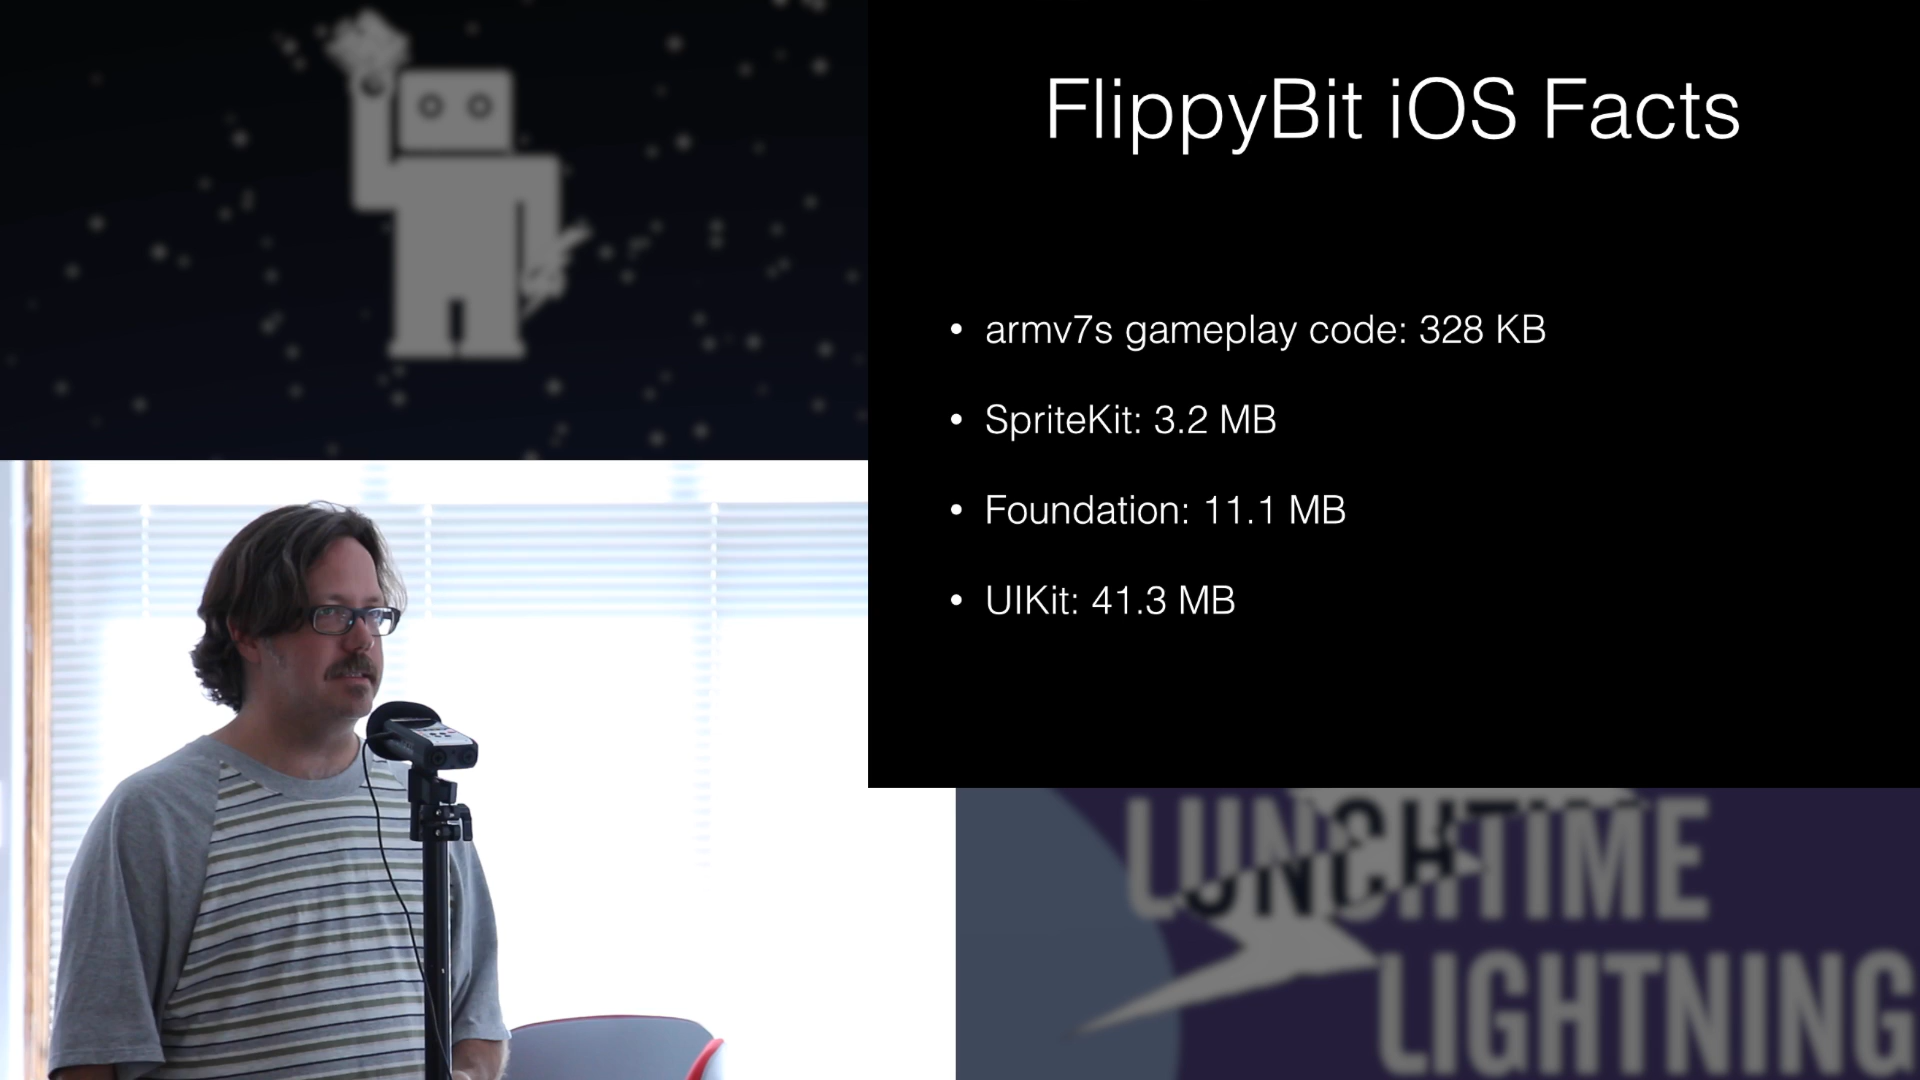 FlippyBit iOS Facts
• armv7s gameplay code: 328 KB
• SpriteKit: 3.2 MB
• Foundation: 11.1 MB
• UIKit: 41.3 MB
LUNCHTIME
LIGHTNING